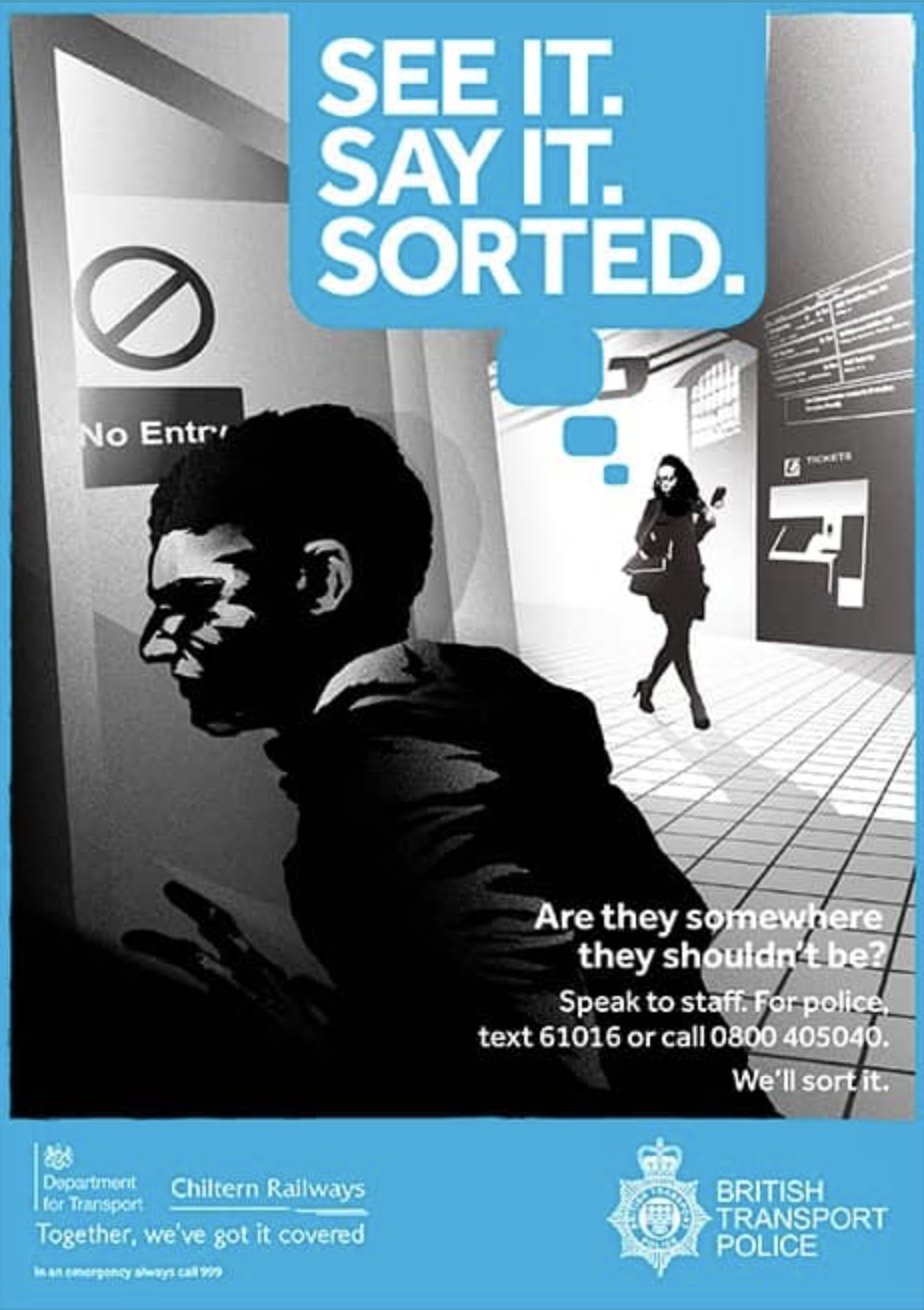 SEE IT.
SAY IT.
SORTED.
No Entry
TICKETS
Are they somewhere
they shouldn't be?
Speak to staff. For police,
text 61016 or call 0800 405040.
We'll sort it.
Department
for Transport
Chiltern Railways
Together, we've got it covered
In an emergency always call 999
BRITISH
TRANSPORT
POLICE